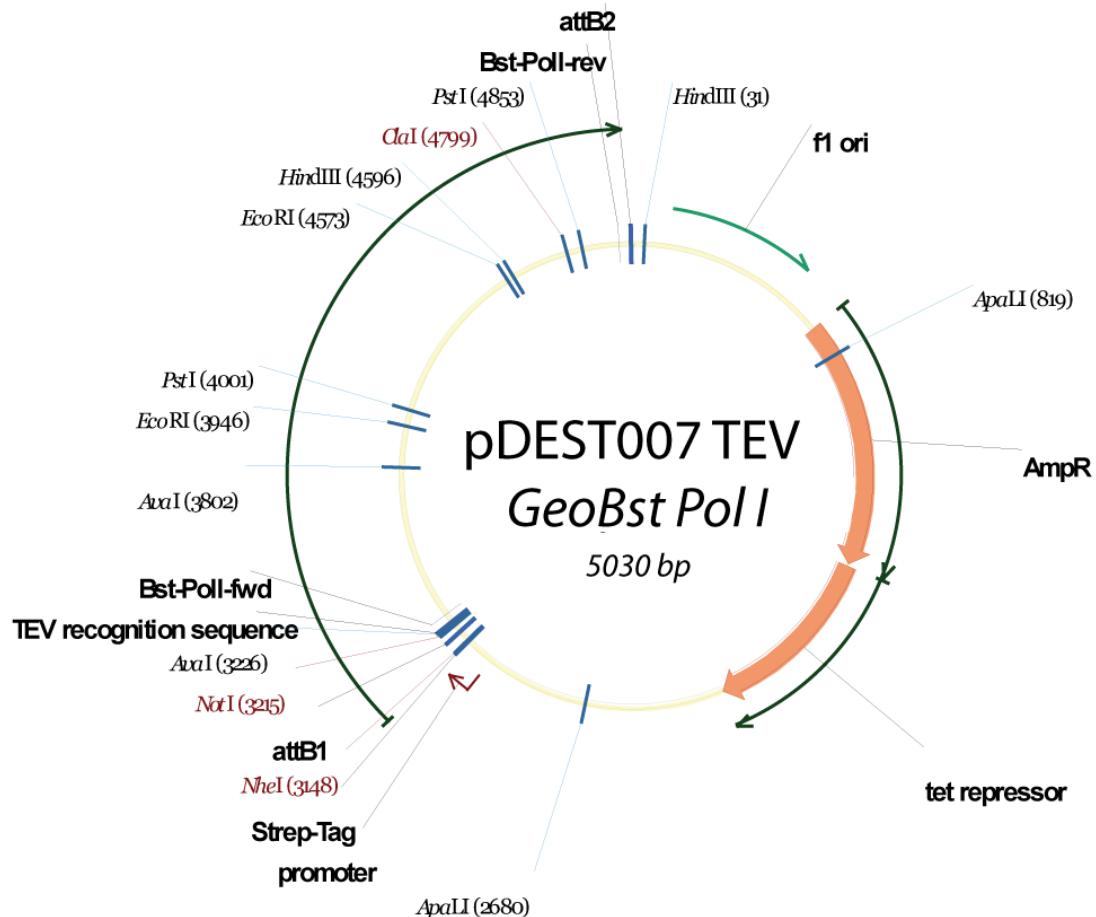 attB2
Bst-PolI-rev
PstI (4853)
HindIII (31)
ClaI (4799)
f1 ori
HindIII (4596)
EcoRI (4573)
ApaLI (819)
PstI (4001)
EcoRI (3946)
pDEST007 TEV
GeoBst Pol I
5030 bp
AmpR
AvaI (3802)
Bst-PolI-fwd
TEV recognition sequence
AvaI (3226)
NotI (3215)
attB1
NheI (3148)
tet repressor
Strep-Tag
promoter
ApaLI (2680)